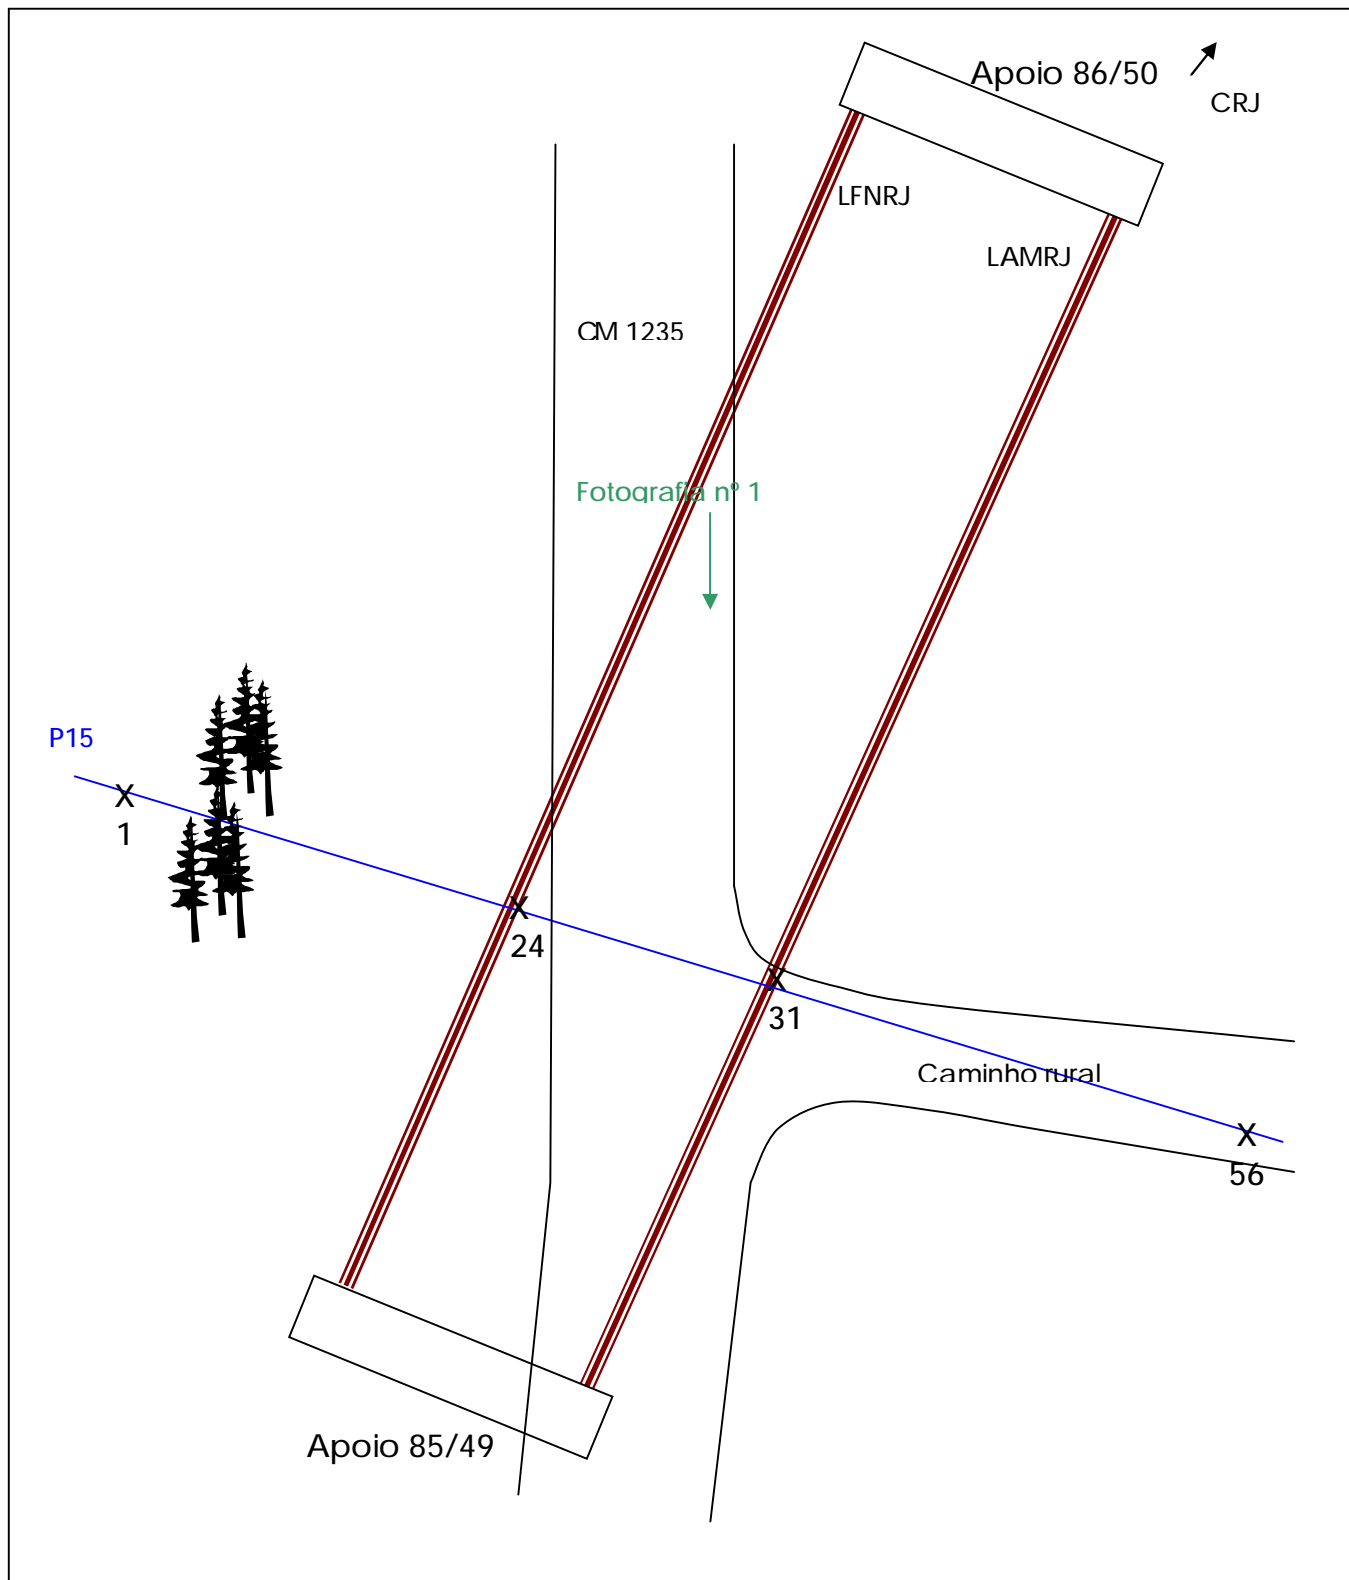 Apoio 86/50
CRJ
LFNRJ
LAMRJ
CM 1235
Fotografia nº 1
P15
X
1
X
24
X
31
Caminho rural
X
56
Apoio 85/49